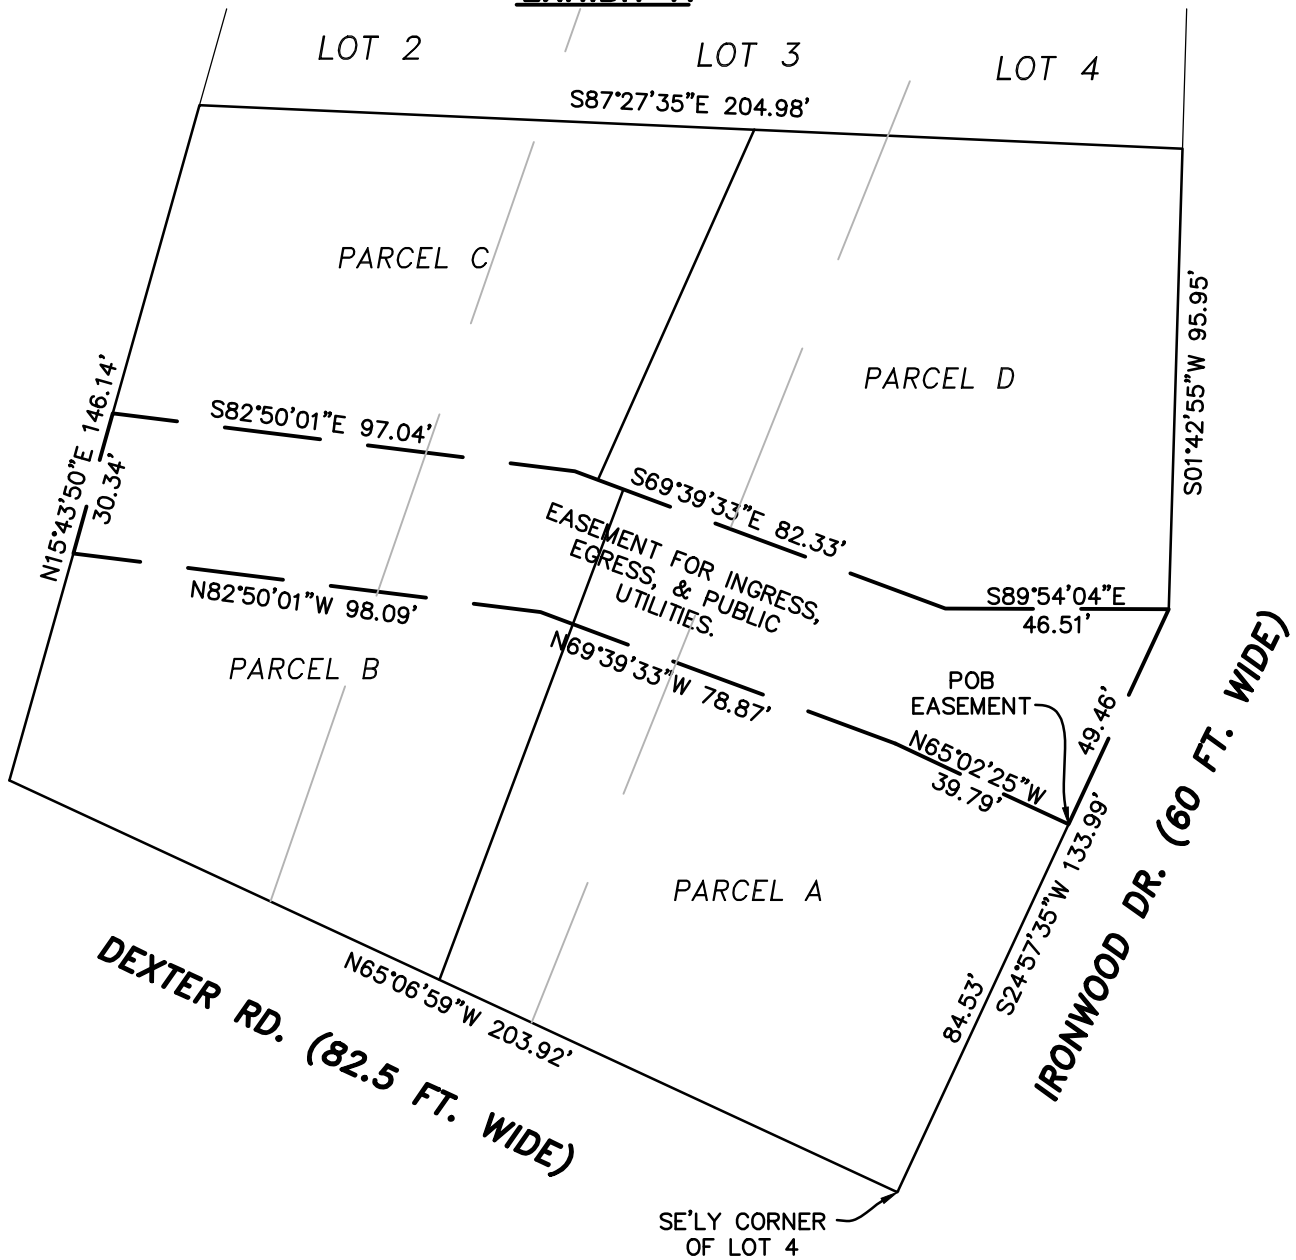 LOT 2
LOT 3
LOT 4
S87°27'35"E 204.98'
PARCEL C
PARCEL D
S01°42'55"W 95.95'
N15°43'50"E 146.14'
30.34'
S82°50'01"E 97.04'
S69°39'33"E 82.33'
EASEMENT FOR INGRESS,
EGRESS, & PUBLIC
UTILITIES.
S89°54'04"E
46.51'
N82°50'01"W 98.09'
PARCEL B
N69°39'33"W 78.87'
POB
EASEMENT
49.46'
N65°02'25"W
39.79'
PARCEL A
S24°57'35"W 133.99'
84.53'
IRONWOOD DR. (60 FT. WIDE)
N65°06'59"W 203.92'
DEXTER RD. (82.5 FT. WIDE)
SE'LY CORNER
OF LOT 4